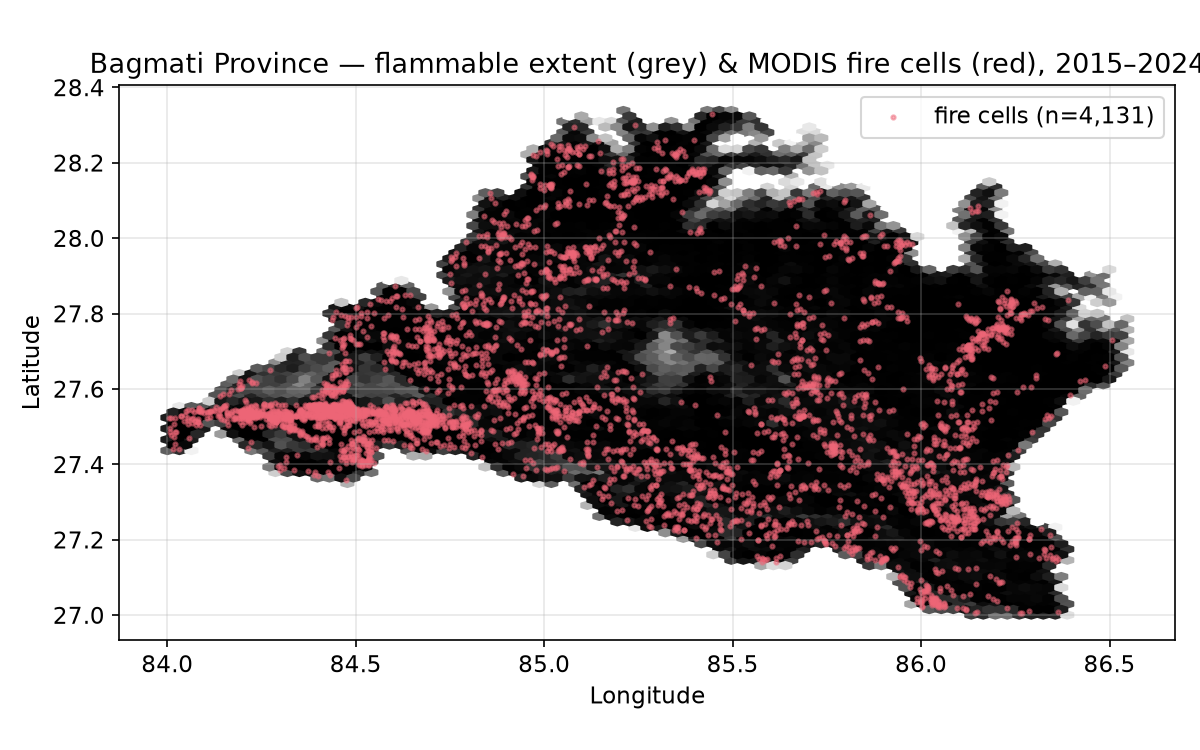 Bagmati Province — flammable extent (grey) & MODIS fire cells (red), 2015–2024
fire cells (n=4,131)
28.4
28.2
28.0
27.8
27.6
27.4
27.2
27.0
Latitude
84.0 84.5 85.0 85.5 86.0 86.5
Longitude